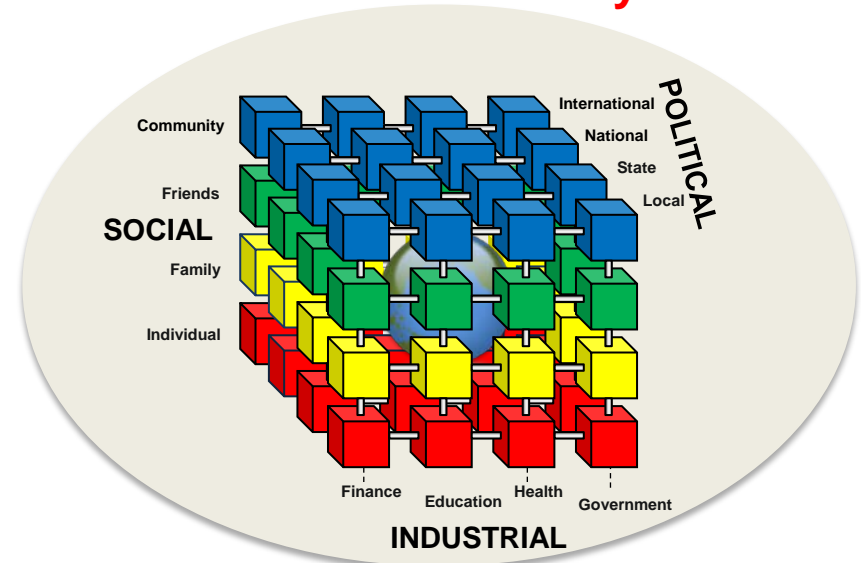 International
POLITICAL
Community
National
State
Friends
Local
SOCIAL
Family
Individual
Finance
Education
Health
Government
INDUSTRIAL